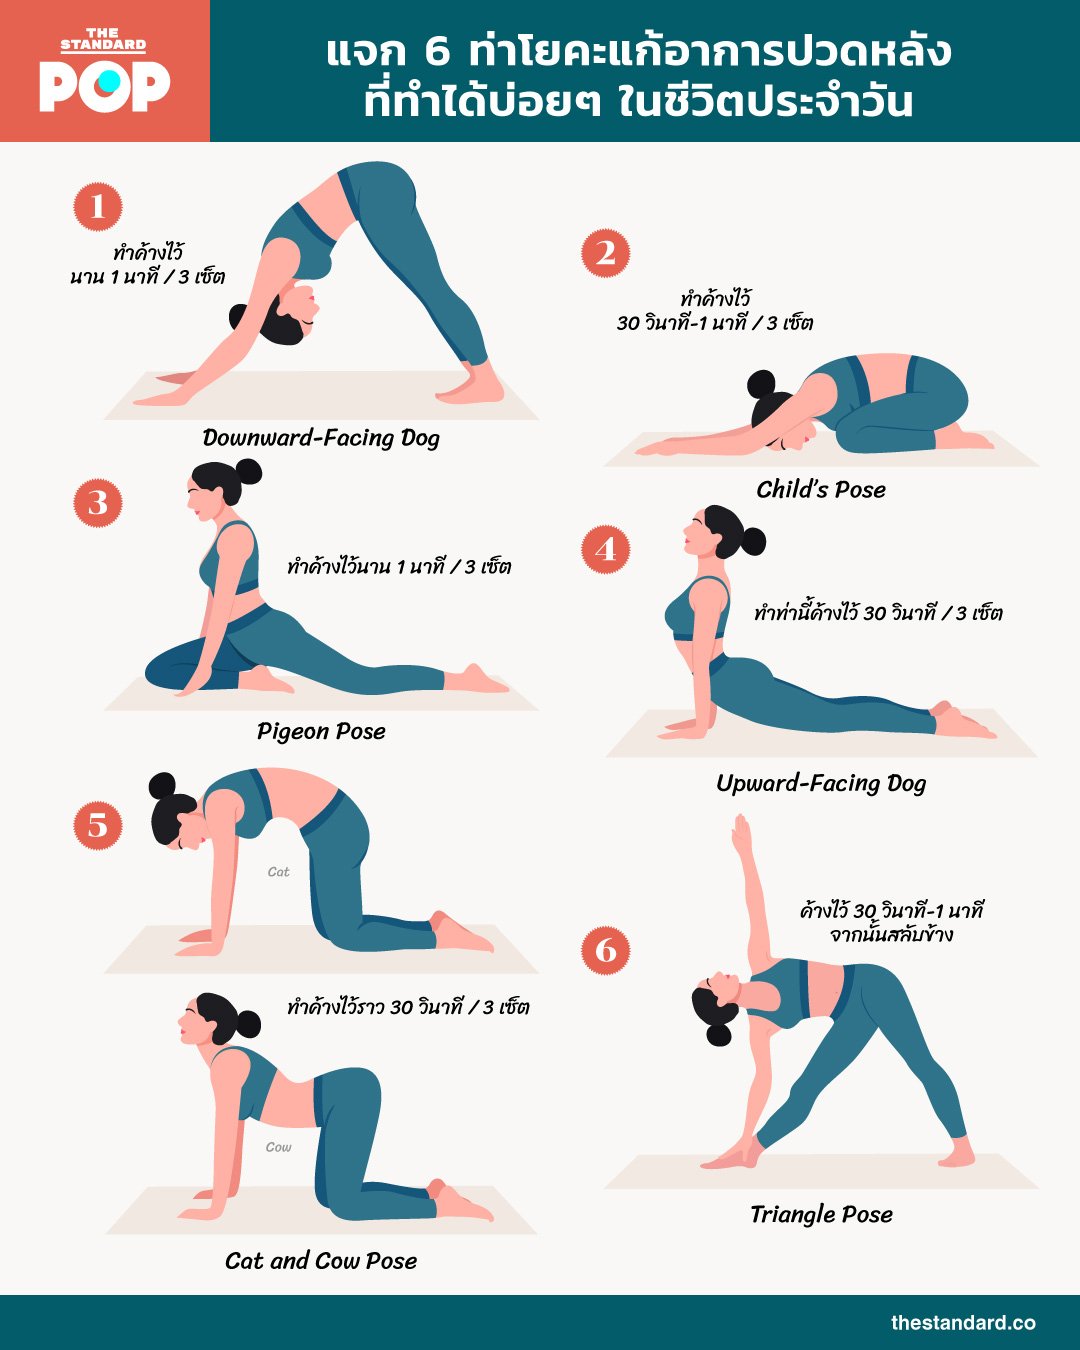 THE
STANDARD
POP
แจก 6 ท่าโยคะแก้อาการปวดหลัง
ที่ทำได้บ่อยๆ ในชีวิตประจำวัน
1
ทำค้างไว้
นาน 1 นาที / 3 เซ็ต
Downward-Facing Dog
2
ทำค้างไว้
30 วินาที-1 นาที / 3 เซ็ต
Child's Pose
3
ทำค้างไว้นาน 1 นาที / 3 เซ็ต
Pigeon Pose
4
ทำท่านี้ค้างไว้ 30 วินาที / 3 เซ็ต
Upward-Facing Dog
5
Cat
ทำค้างไว้ราว 30 วินาที / 3 เซ็ต
Cow
Cat and Cow Pose
6
ค้างไว้ 30 วินาที-1 นาที
จากนั้นสลับข้าง
Triangle Pose
thestandard.co